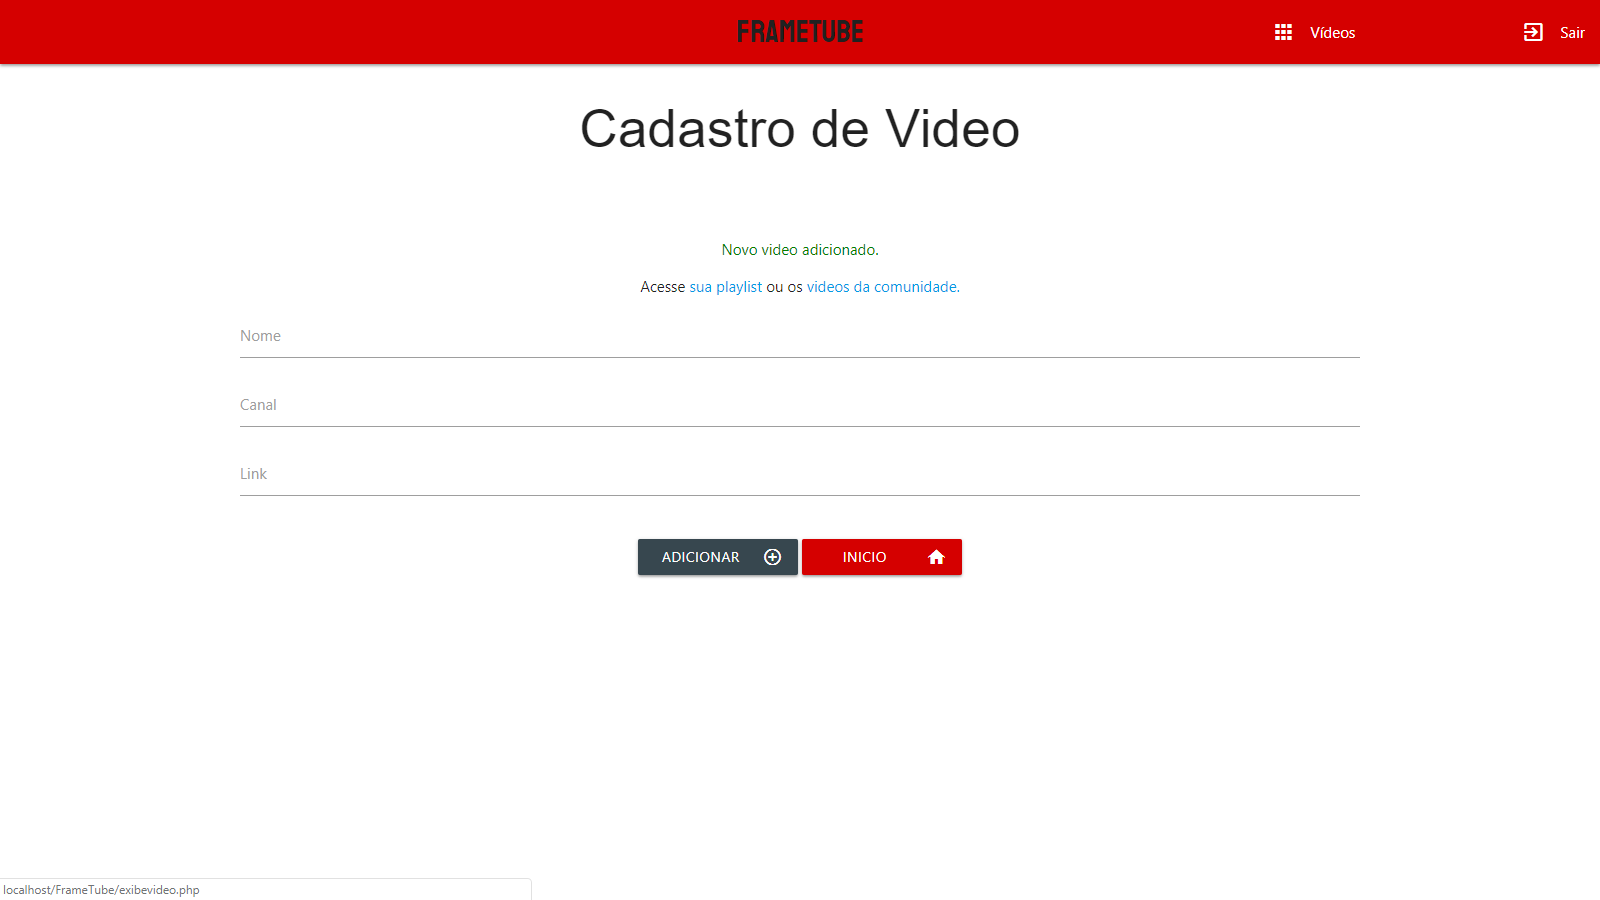 FRAMETUBE
Vídeos
Sair
Cadastro de Video
Novo video adicionado.
Acesse sua playlist ou os videos da comunidade.
Nome
Canal
Link
ADICIONAR
INICIO
localhost/FrameTube/exibevideo.php